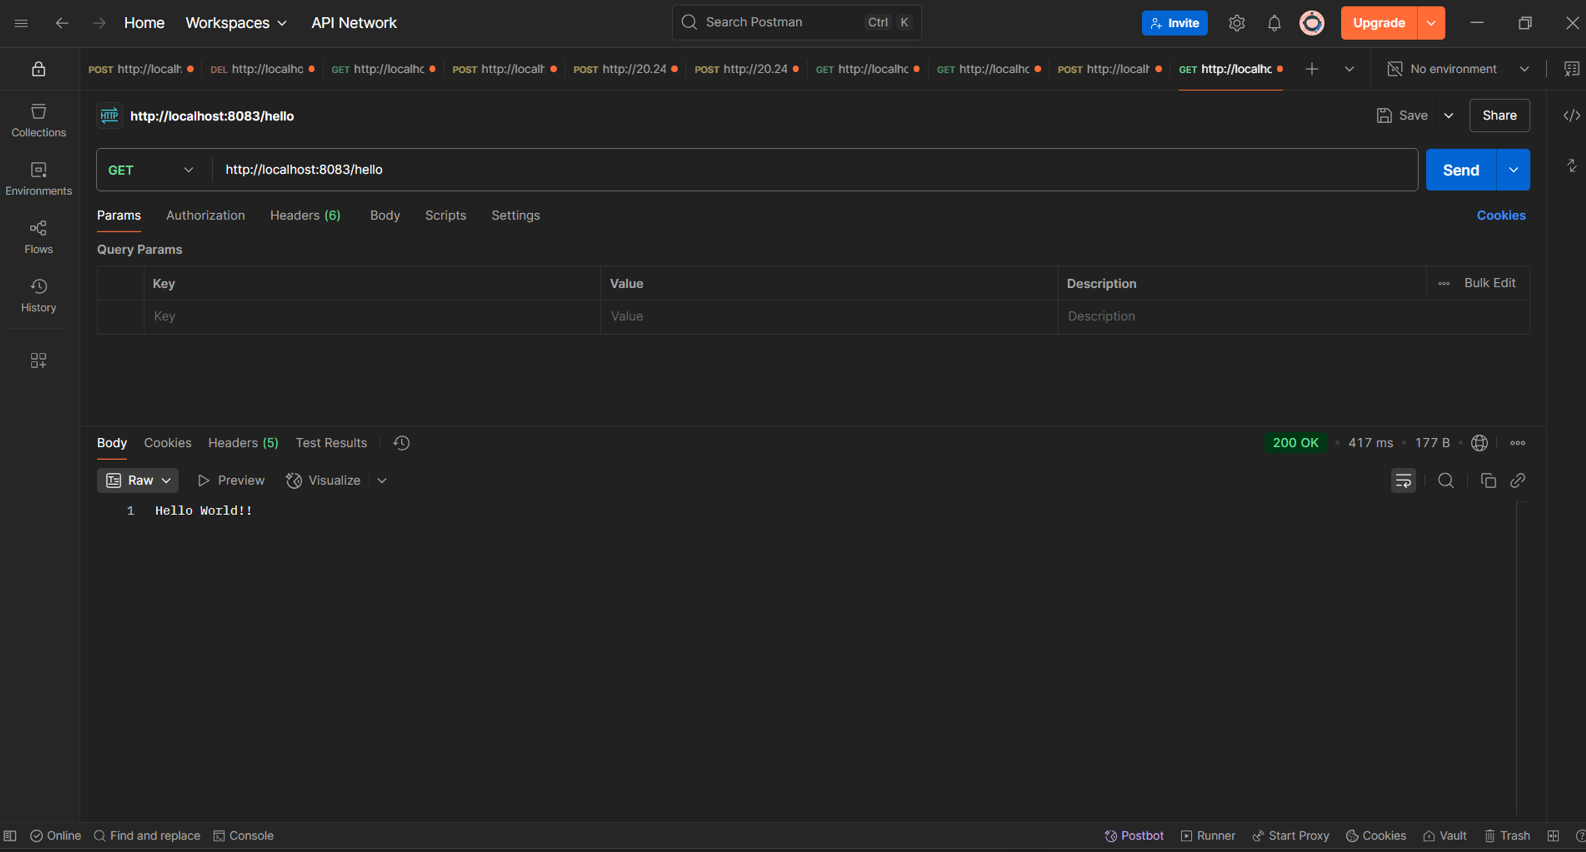 Home Workspaces API Network Search Postman Ctrl K Invite Upgrade
POST http://localh DEL http://localhc GET http://localhc POST http://localh POST http://20.24 POST http://20.24 GET http://localhc GET http://localhc POST http://localh GET http://localhc No environment
HTTP http://localhost:8083/hello Save Share
GET http://localhost:8083/hello Send
Params Authorization Headers (6) Body Scripts Settings Cookies
Query Params
Key Value Description Bulk Edit
Key Value Description
Collections
Environments
Flows
History
Body Cookies Headers (5) Test Results 200 OK 417 ms 177 B
Raw Preview Visualize
1 Hello World!!
Online Find and replace Console Postbot Runner Start Proxy Cookies Vault Trash